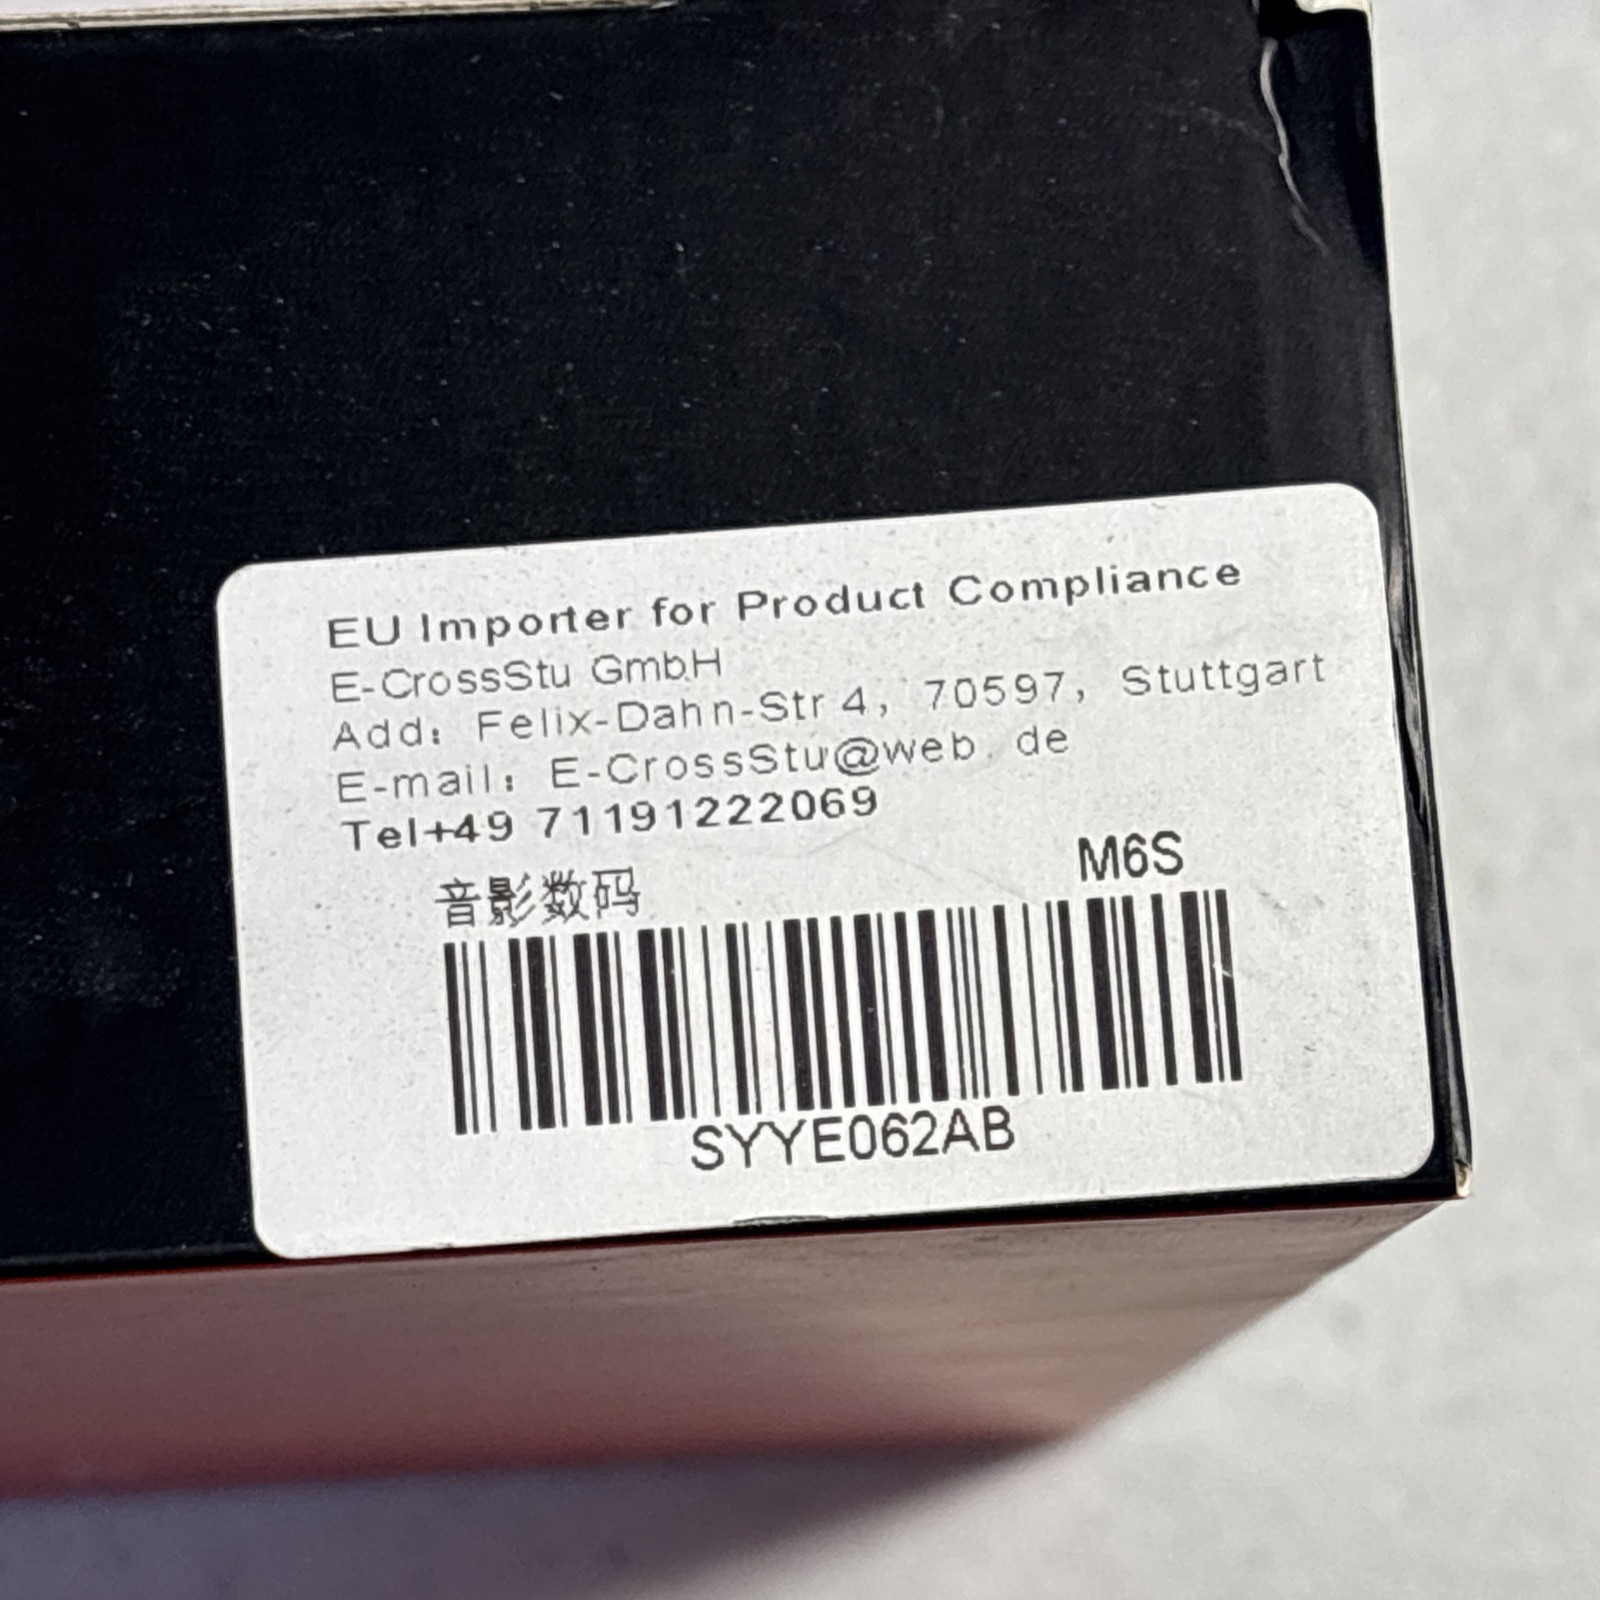 EU Importer for Product Compliance
E-CrossStu GmbH
Add: Felix-Dahn-Str 4, 70597, Stuttgart
E-mail: E-CrossStu@web. de
Tel+49 71191222069
音影数码 M6S
SYYE062AB